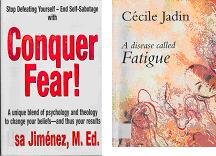 Stop Defeating Yourself – End Self-Sabotage
with
Conquer
Fear!
A unique blend of psychology and theology
to change your beliefs—and thus your results
sa Jiménez, M. Ed.
Cécile Jadin
A disease called
Fatigue